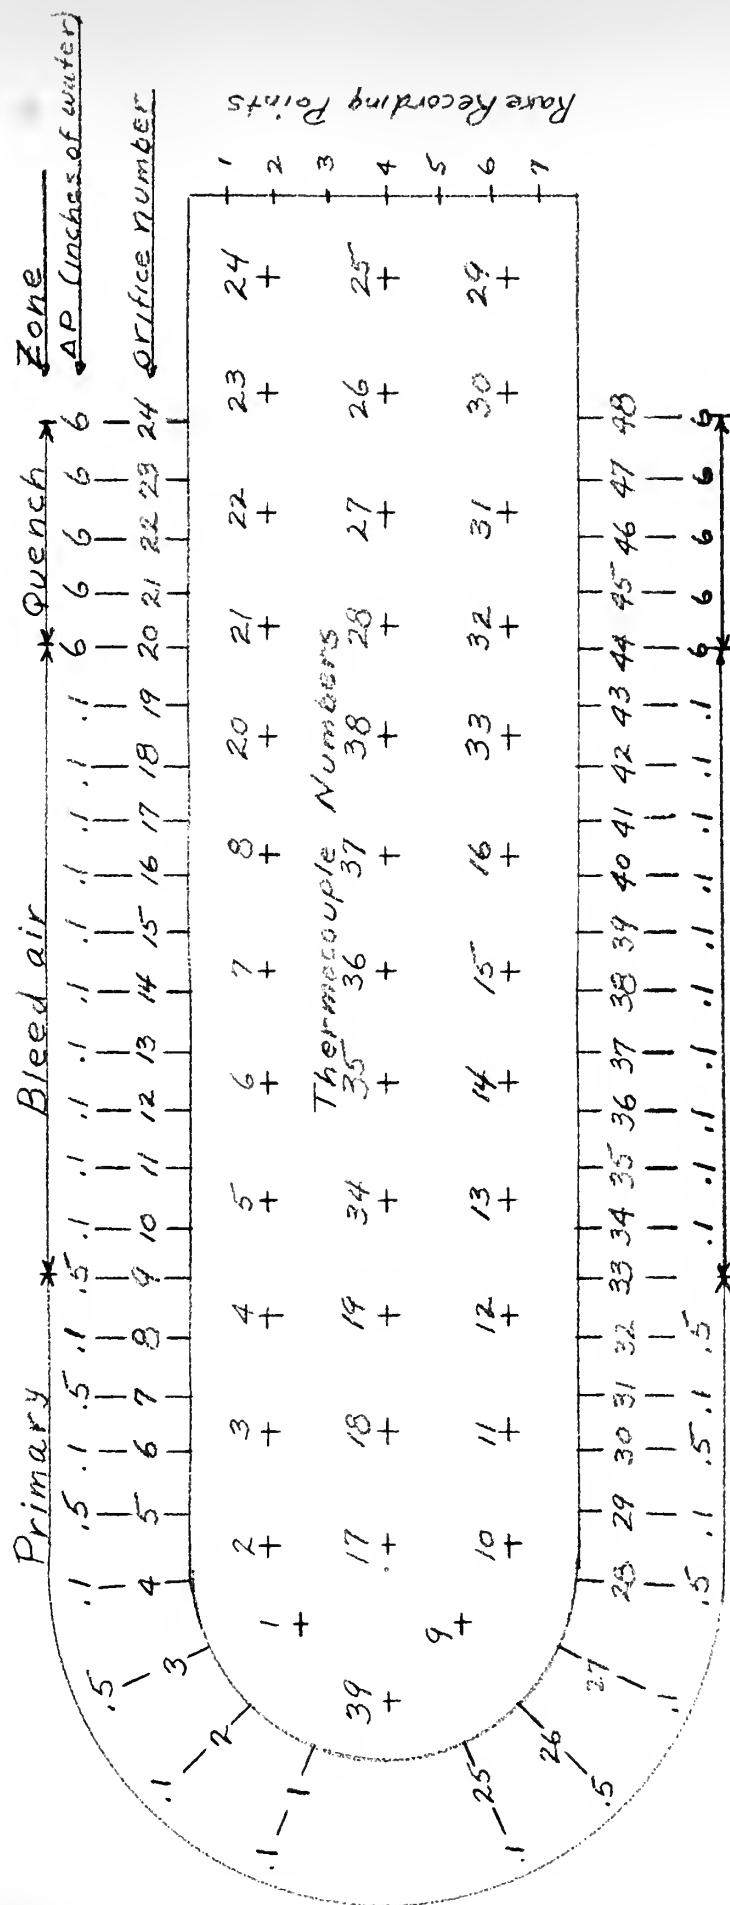 Primary Bleed air Quench Zone
.1 .1 .5 .1 .5 .1 .5 .1 .5 .1 .1 .1 .1 .1 .1 .1 .1 .1 .1 6 6 6 6 6 ΔP (inches of water)
1 2 3 4 5 6 7 8 9 10 11 12 13 14 15 16 17 18 19 20 21 22 23 24 orifice number
1 2 3 4 5 6 7 8 20 21 22 23 24
Thermocouple Numbers
39 17 18 19 34 35 36 37 38 28 27 26 25
9 10 11 12 13 14 15 16 33 32 31 30 29
1
2
3
4
5
6
7
Rake Recording Points
25 26 27 28 29 30 31 32 33 34 35 36 37 38 39 40 41 42 43 44 45 46 47 48
.1 .5 .1 .5 .1 .5 .1 .5 .1 .1 .1 .1 .1 .1 .1 .1 .1 .1 6 6 6 6 6